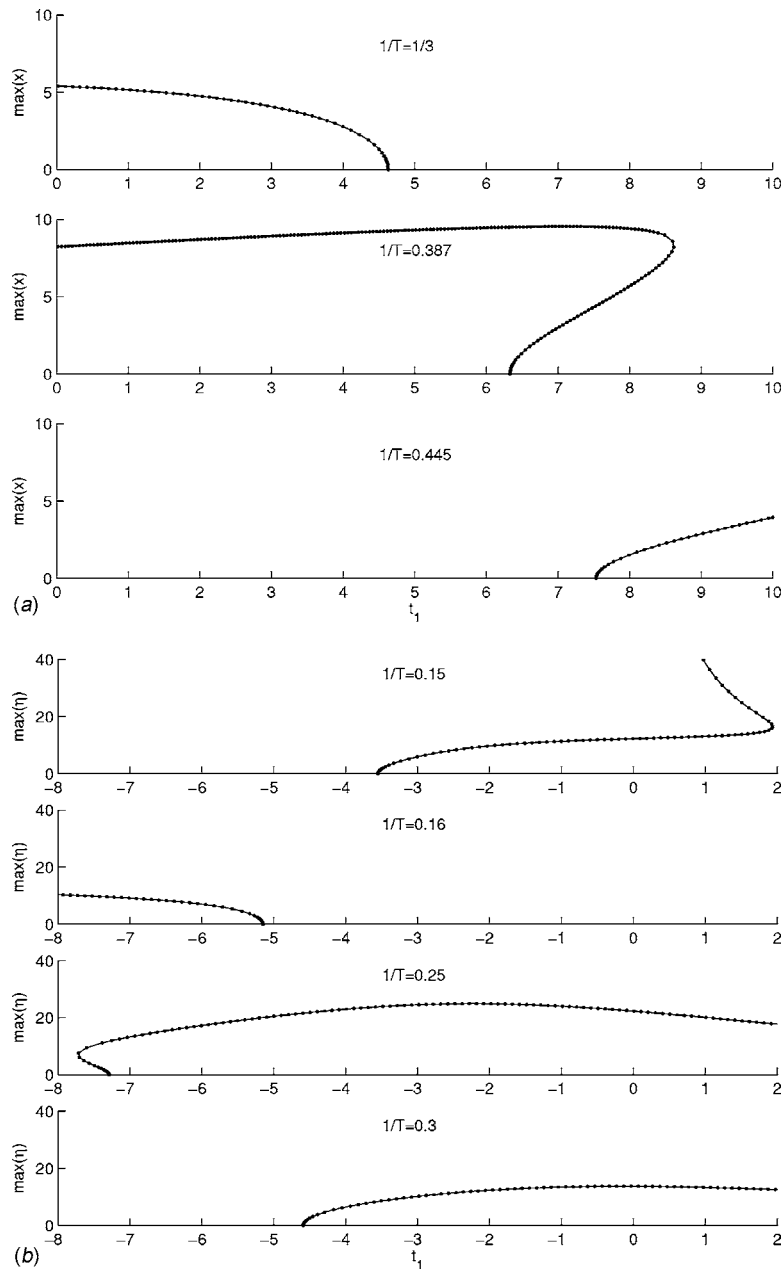 10
1/T=1/3
max(x)
5
0
0 1 2 3 4 5 6 7 8 9 10
10
1/T=0.387
max(x)
5
0
0 1 2 3 4 5 6 7 8 9 10
10
1/T=0.445
max(x)
5
0
0 1 2 3 4 5 6 7 8 9 10
(a)
t1
40
1/T=0.15
max(η)
20
0
−8 −7 −6 −5 −4 −3 −2 −1 0 1 2
40
1/T=0.16
max(η)
20
0
−8 −7 −6 −5 −4 −3 −2 −1 0 1 2
40
1/T=0.25
max(η)
20
0
−8 −7 −6 −5 −4 −3 −2 −1 0 1 2
40
1/T=0.3
max(η)
20
0
−8 −7 −6 −5 −4 −3 −2 −1 0 1 2
(b)
t1